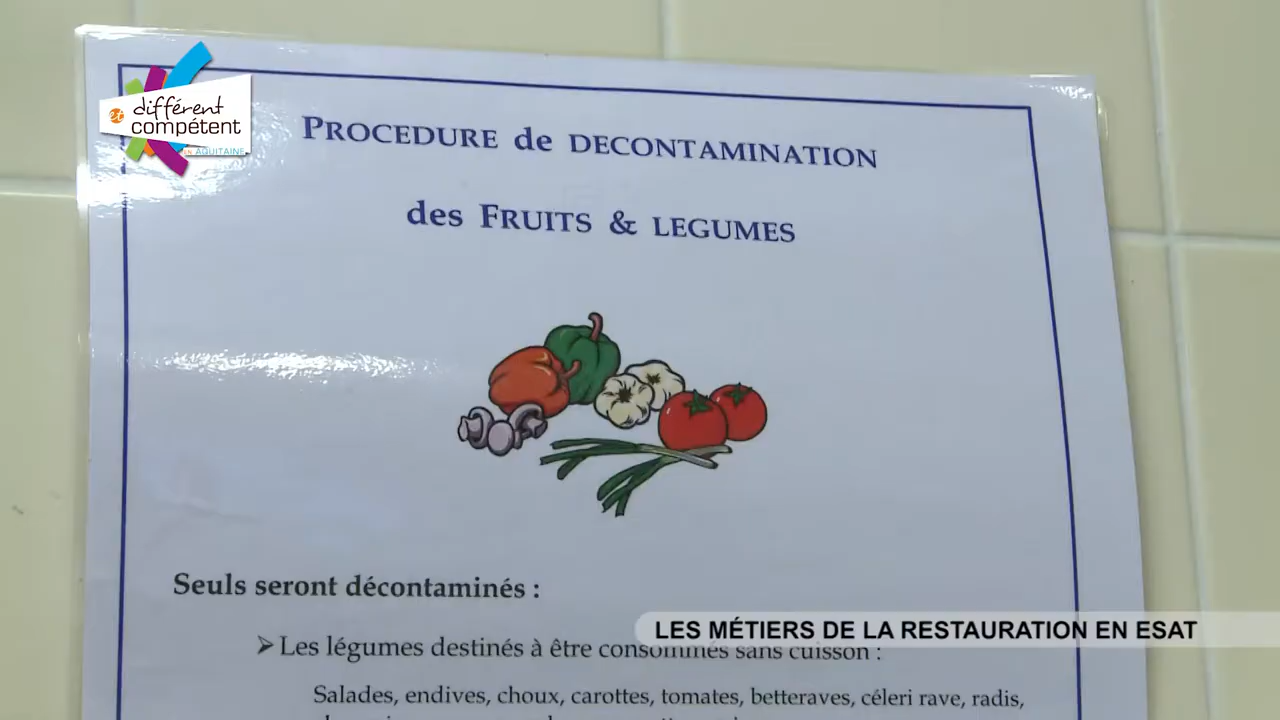 différent
et
compétent
EN AQUITAINE
PROCEDURE de DECONTAMINATION
des FRUITS & LEGUMES
Seuls seront décontaminés :
➢ Les légumes destinés à être consommés sans cuisson :
LES MÉTIERS DE LA RESTAURATION EN ESAT
Salades, endives, choux, carottes, tomates, betteraves, céleri rave, radis,